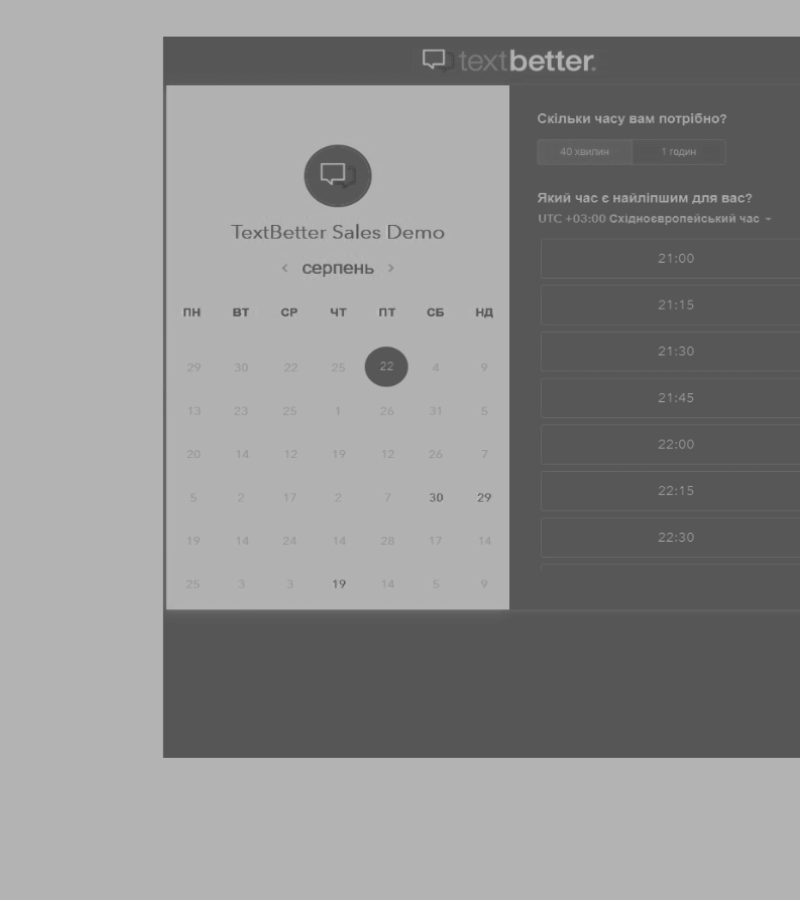 textbetter.
TextBetter Sales Demo
‹ серпень ›
ПН ВТ СР ЧТ ПТ СБ НД
29 30 22 25 22 4 9
13 23 25 1 26 31 5
20 14 12 19 12 26 7
5 2 17 2 7 30 29
19 14 24 14 28 17 14
25 3 3 19 14 5 9
Скільки часу вам потрібно?
40 хвилин 1 годин
Який час є найліпшим для вас?
UTC +03:00 Східноєвропейський час
21:00
21:15
21:30
21:45
22:00
22:15
22:30